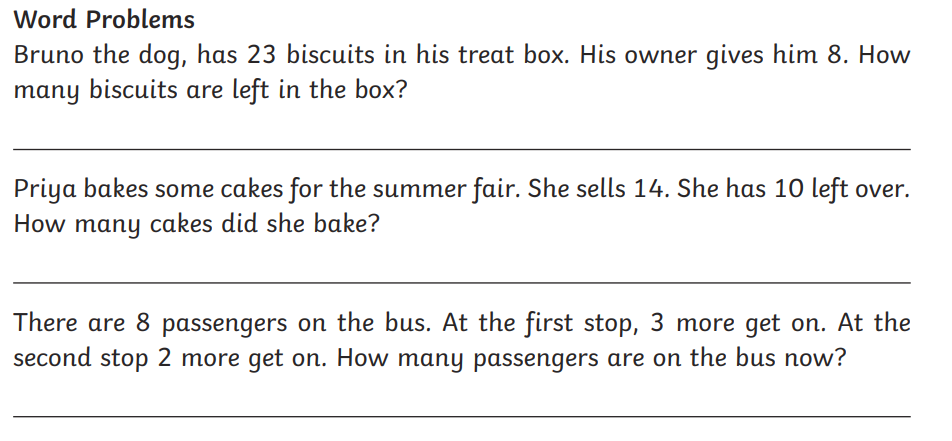 Word Problems
Bruno the dog, has 23 biscuits in his treat box. His owner gives him 8. How
many biscuits are left in the box?
Priya bakes some cakes for the summer fair. She sells 14. She has 10 left over.
How many cakes did she bake?
There are 8 passengers on the bus. At the first stop, 3 more get on. At the
second stop 2 more get on. How many passengers are on the bus now?